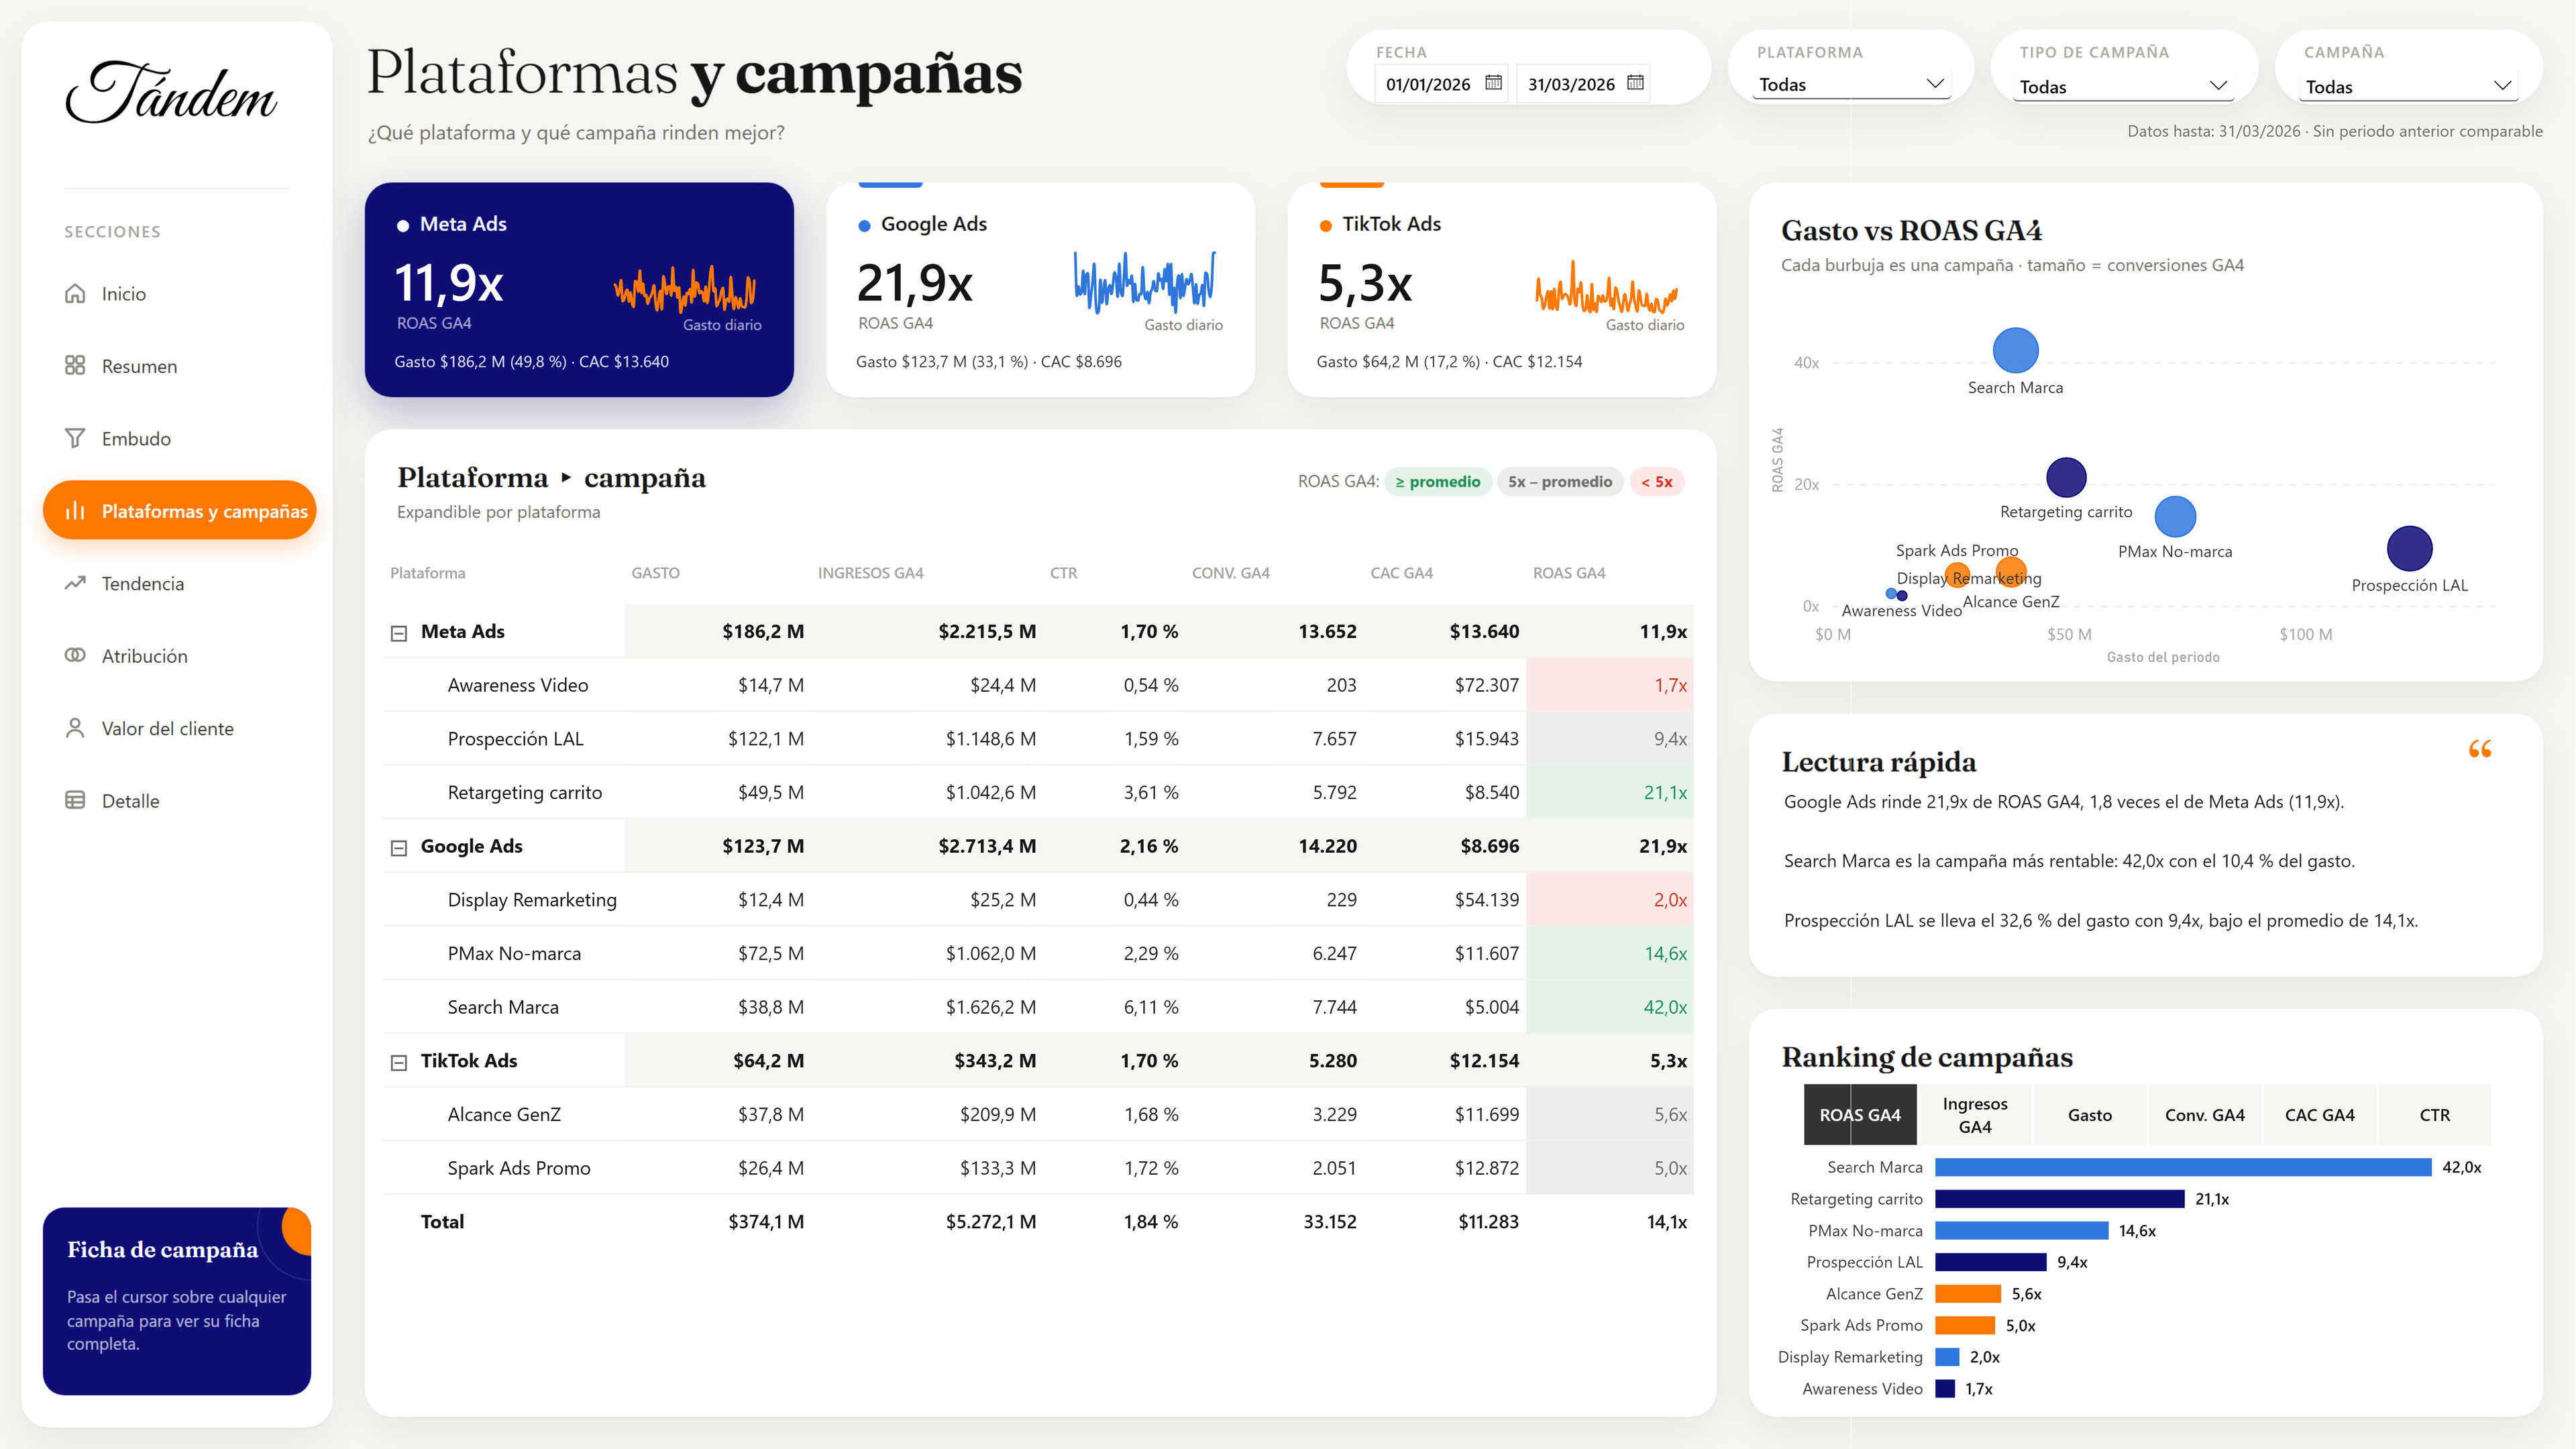 Tándem
SECCIONES
Inicio
Resumen
Embudo
Plataformas y campañas
Tendencia
Atribución
Valor del cliente
Detalle
Ficha de campaña
Pasa el cursor sobre cualquier
campaña para ver su ficha
completa.
Plataformas y campañas
¿Qué plataforma y qué campaña rinden mejor?
FECHA
01/01/2026 31/03/2026
PLATAFORMA
Todas
TIPO DE CAMPAÑA
Todas
CAMPAÑA
Todas
Datos hasta: 31/03/2026 · Sin periodo anterior comparable
Meta Ads
11,9x
ROAS GA4
Gasto diario
Gasto $186,2 M (49,8 %) · CAC $13.640
Google Ads
21,9x
ROAS GA4
Gasto diario
Gasto $123,7 M (33,1 %) · CAC $8.696
TikTok Ads
5,3x
ROAS GA4
Gasto diario
Gasto $64,2 M (17,2 %) · CAC $12.154
Plataforma ▸ campaña
Expandible por plataforma
ROAS GA4: ≥ promedio 5x – promedio < 5x
Plataforma GASTO INGRESOS GA4 CTR CONV. GA4 CAC GA4 ROAS GA4
Meta Ads $186,2 M $2.215,5 M 1,70 % 13.652 $13.640 11,9x
Awareness Video $14,7 M $24,4 M 0,54 % 203 $72.307 1,7x
Prospección LAL $122,1 M $1.148,6 M 1,59 % 7.657 $15.943 9,4x
Retargeting carrito $49,5 M $1.042,6 M 3,61 % 5.792 $8.540 21,1x
Google Ads $123,7 M $2.713,4 M 2,16 % 14.220 $8.696 21,9x
Display Remarketing $12,4 M $25,2 M 0,44 % 229 $54.139 2,0x
PMax No-marca $72,5 M $1.062,0 M 2,29 % 6.247 $11.607 14,6x
Search Marca $38,8 M $1.626,2 M 6,11 % 7.744 $5.004 42,0x
TikTok Ads $64,2 M $343,2 M 1,70 % 5.280 $12.154 5,3x
Alcance GenZ $37,8 M $209,9 M 1,68 % 3.229 $11.699 5,6x
Spark Ads Promo $26,4 M $133,3 M 1,72 % 2.051 $12.872 5,0x
Total $374,1 M $5.272,1 M 1,84 % 33.152 $11.283 14,1x
Gasto vs ROAS GA4
Cada burbuja es una campaña · tamaño = conversiones GA4
ROAS GA4
40x
20x
0x
Search Marca
Retargeting carrito
PMax No-marca
Spark Ads Promo
Display Remarketing
Prospección LAL
Alcance GenZ
Awareness Video
$0 M $50 M $100 M
Gasto del periodo
Lectura rápida
“
Google Ads rinde 21,9x de ROAS GA4, 1,8 veces el de Meta Ads (11,9x).
Search Marca es la campaña más rentable: 42,0x con el 10,4 % del gasto.
Prospección LAL se lleva el 32,6 % del gasto con 9,4x, bajo el promedio de 14,1x.
Ranking de campañas
ROAS GA4
Ingresos
GA4
Gasto
Conv. GA4
CAC GA4
CTR
Search Marca 42,0x
Retargeting carrito 21,1x
PMax No-marca 14,6x
Prospección LAL 9,4x
Alcance GenZ 5,6x
Spark Ads Promo 5,0x
Display Remarketing 2,0x
Awareness Video 1,7x